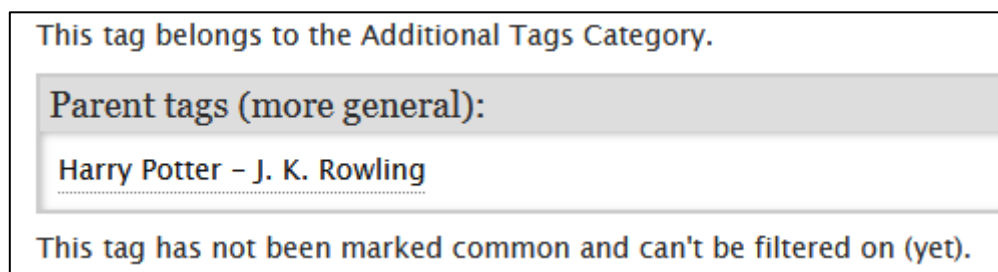 This tag belongs to the Additional Tags Category.
Parent tags (more general):
Harry Potter – J. K. Rowling
This tag has not been marked common and can't be filtered on (yet).